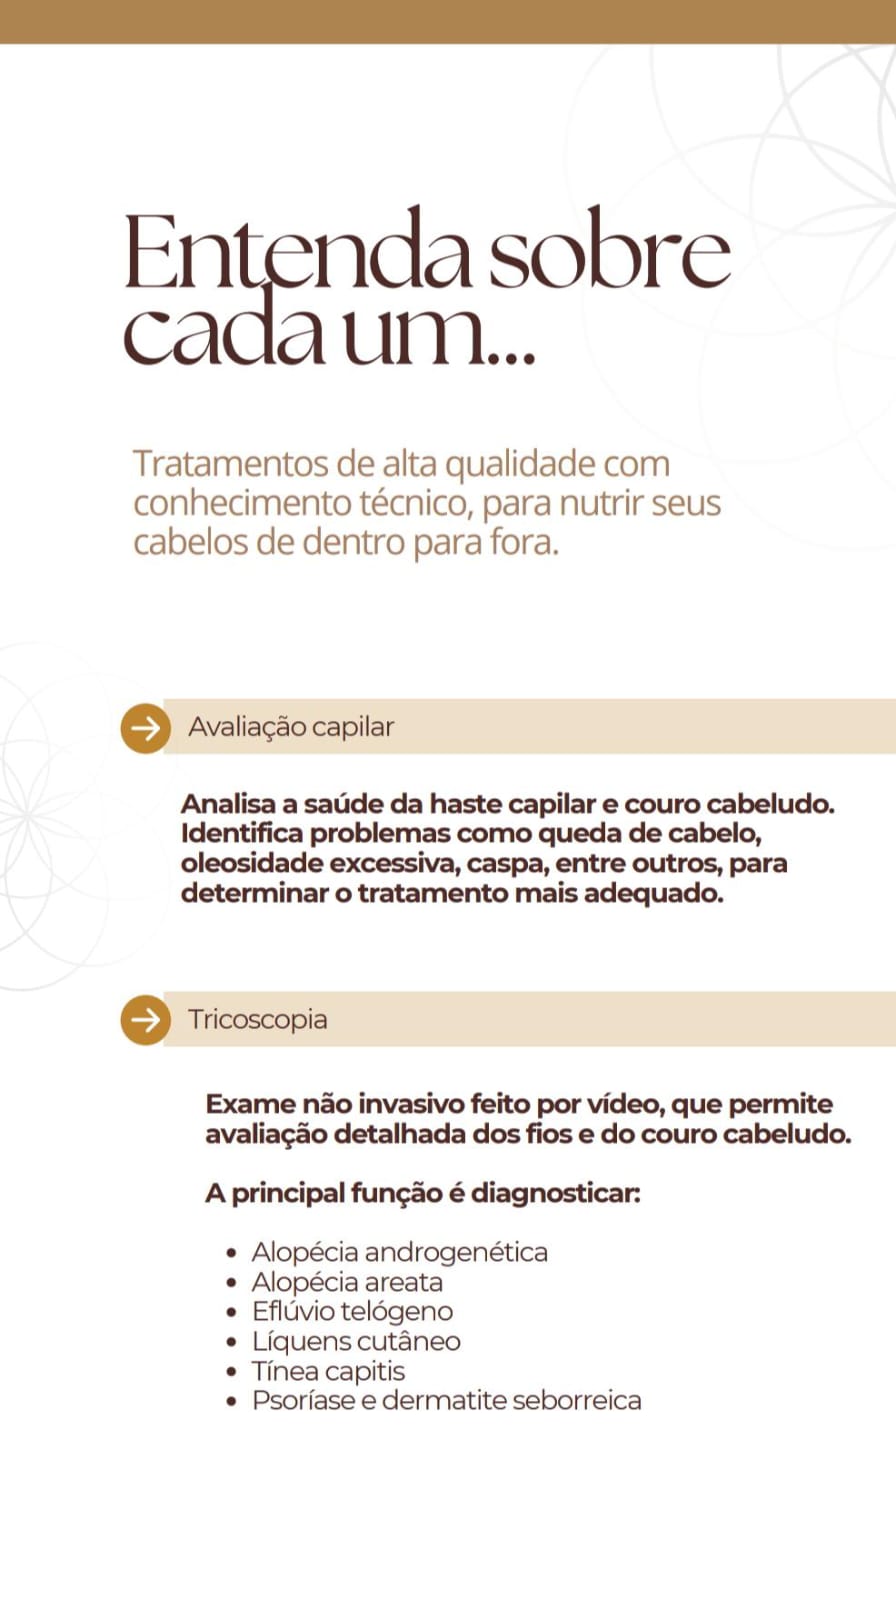 Entenda sobre
cada um...
Tratamentos de alta qualidade com
conhecimento técnico, para nutrir seus
cabelos de dentro para fora.
Avaliação capilar
Analisa a saúde da haste capilar e couro cabeludo.
Identifica problemas como queda de cabelo,
oleosidade excessiva, caspa, entre outros, para
determinar o tratamento mais adequado.
Tricoscopia
Exame não invasivo feito por vídeo, que permite
avaliação detalhada dos fios e do couro cabeludo.
A principal função é diagnosticar:
• Alopécia androgenética
• Alopécia areata
• Eflúvio telógeno
• Líquens cutâneo
• Tínea capitis
• Psoríase e dermatite seborreica